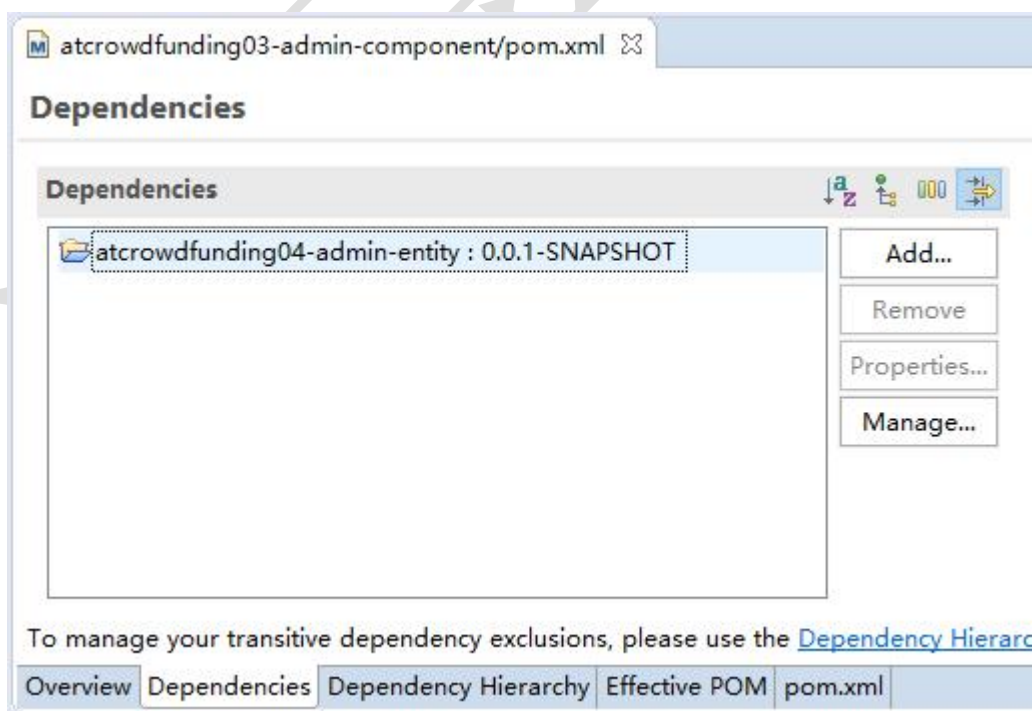 M atcrowdfunding03-admin-component/pom.xml
Dependencies
Dependencies
a z 000
atcrowdfunding04-admin-entity : 0.0.1-SNAPSHOT
Add...
Remove
Properties...
Manage...
To manage your transitive dependency exclusions, please use the Dependency Hierarc
Overview Dependencies Dependency Hierarchy Effective POM pom.xml